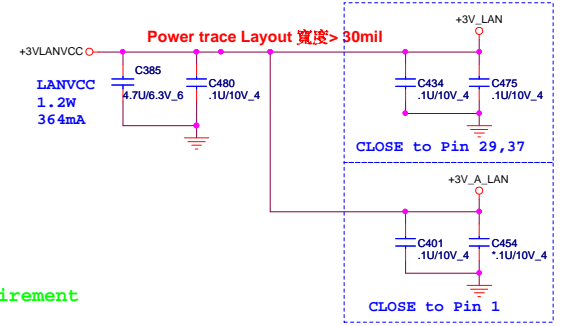 +3V_LAN
Power trace Layout 寬度> 30mil
+3VLANVCC
C385
4.7U/6.3V_6
C480
.1U/10V_4
C434
.1U/10V_4
C475
.1U/10V_4
LANVCC
1.2W
364mA
CLOSE to Pin 29,37
+3V_A_LAN
C401
.1U/10V_4
C454
*.1U/10V_4
irement
CLOSE to Pin 1